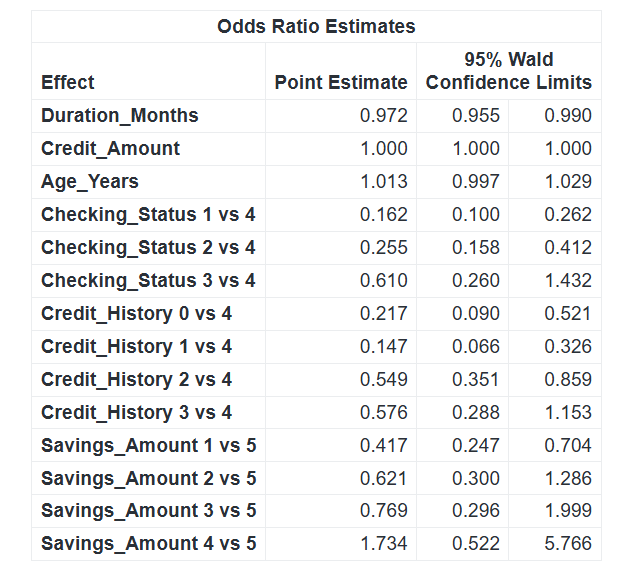 Odds Ratio Estimates
Effect Point Estimate 95% Wald Confidence Limits
Duration_Months 0.972 0.955 0.990
Credit_Amount 1.000 1.000 1.000
Age_Years 1.013 0.997 1.029
Checking_Status 1 vs 4 0.162 0.100 0.262
Checking_Status 2 vs 4 0.255 0.158 0.412
Checking_Status 3 vs 4 0.610 0.260 1.432
Credit_History 0 vs 4 0.217 0.090 0.521
Credit_History 1 vs 4 0.147 0.066 0.326
Credit_History 2 vs 4 0.549 0.351 0.859
Credit_History 3 vs 4 0.576 0.288 1.153
Savings_Amount 1 vs 5 0.417 0.247 0.704
Savings_Amount 2 vs 5 0.621 0.300 1.286
Savings_Amount 3 vs 5 0.769 0.296 1.999
Savings_Amount 4 vs 5 1.734 0.522 5.766